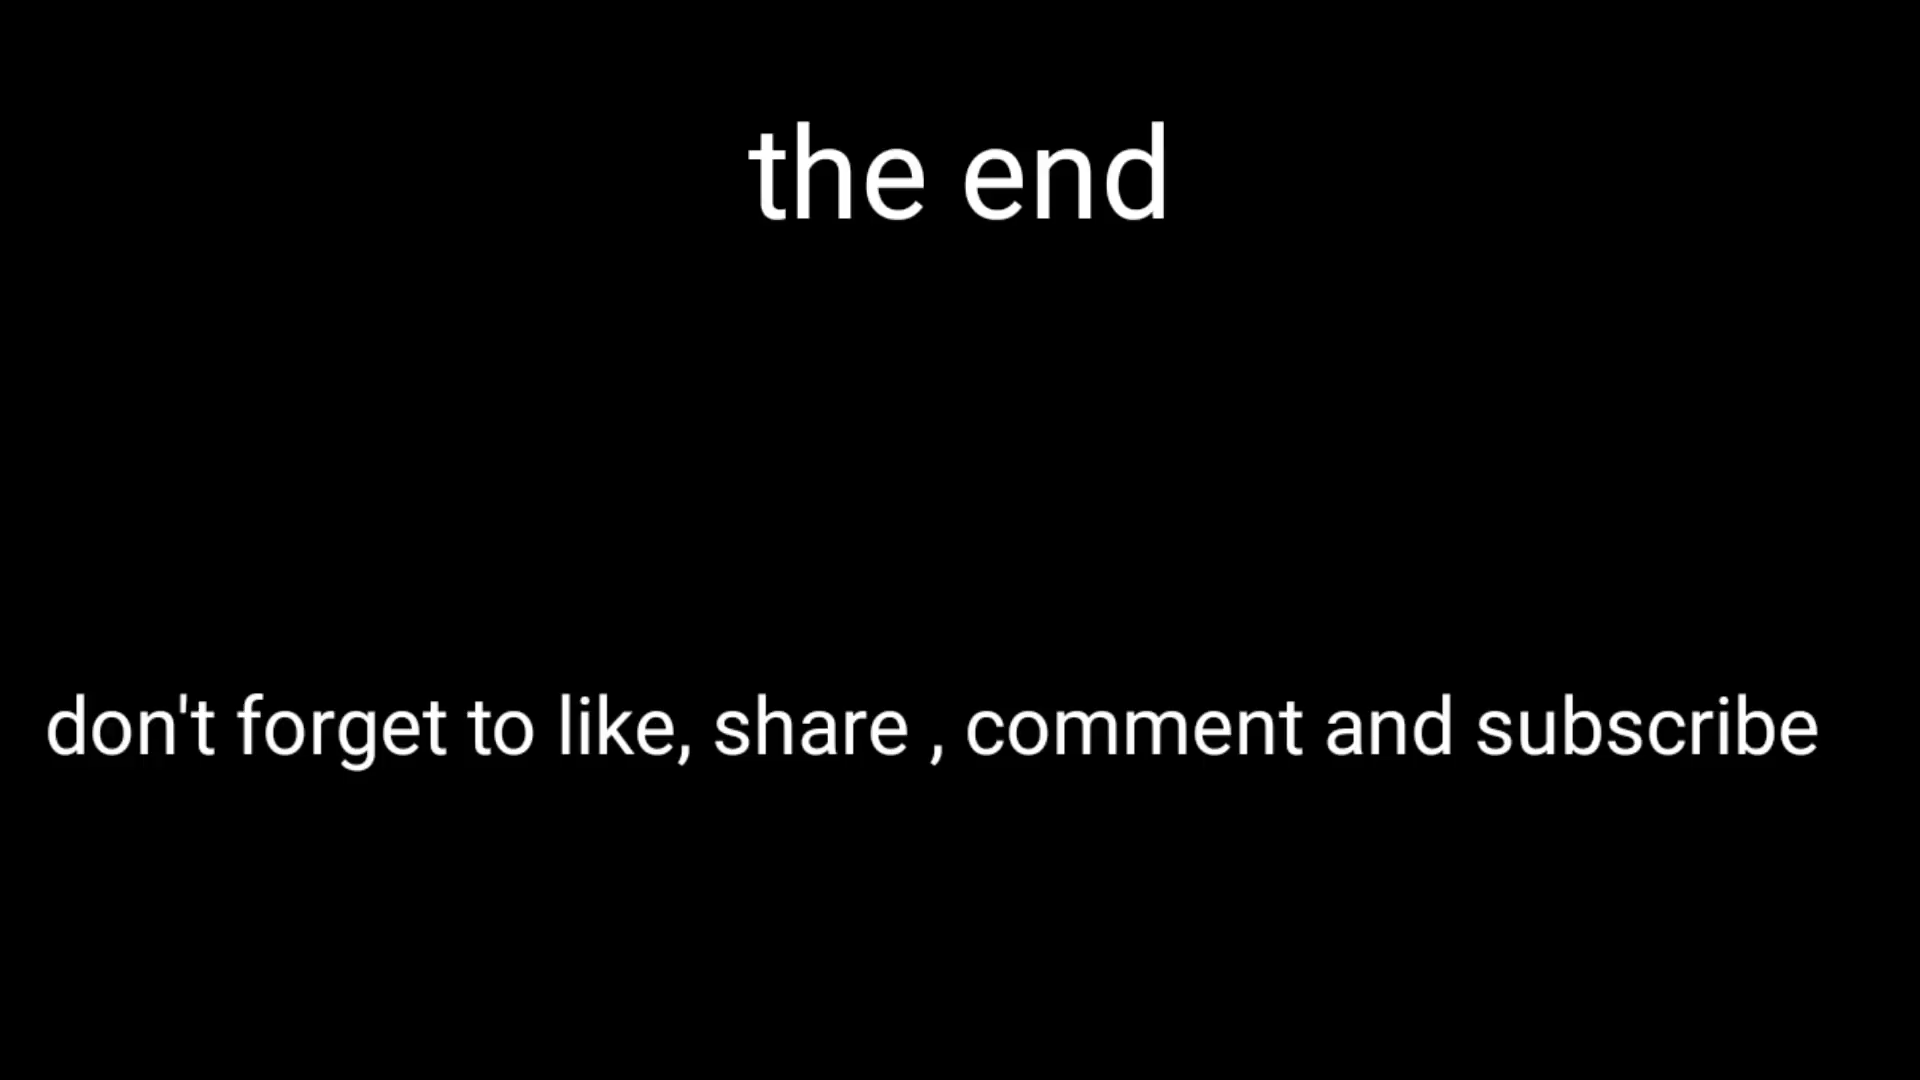 the end
don't forget to like, share , comment and subscribe